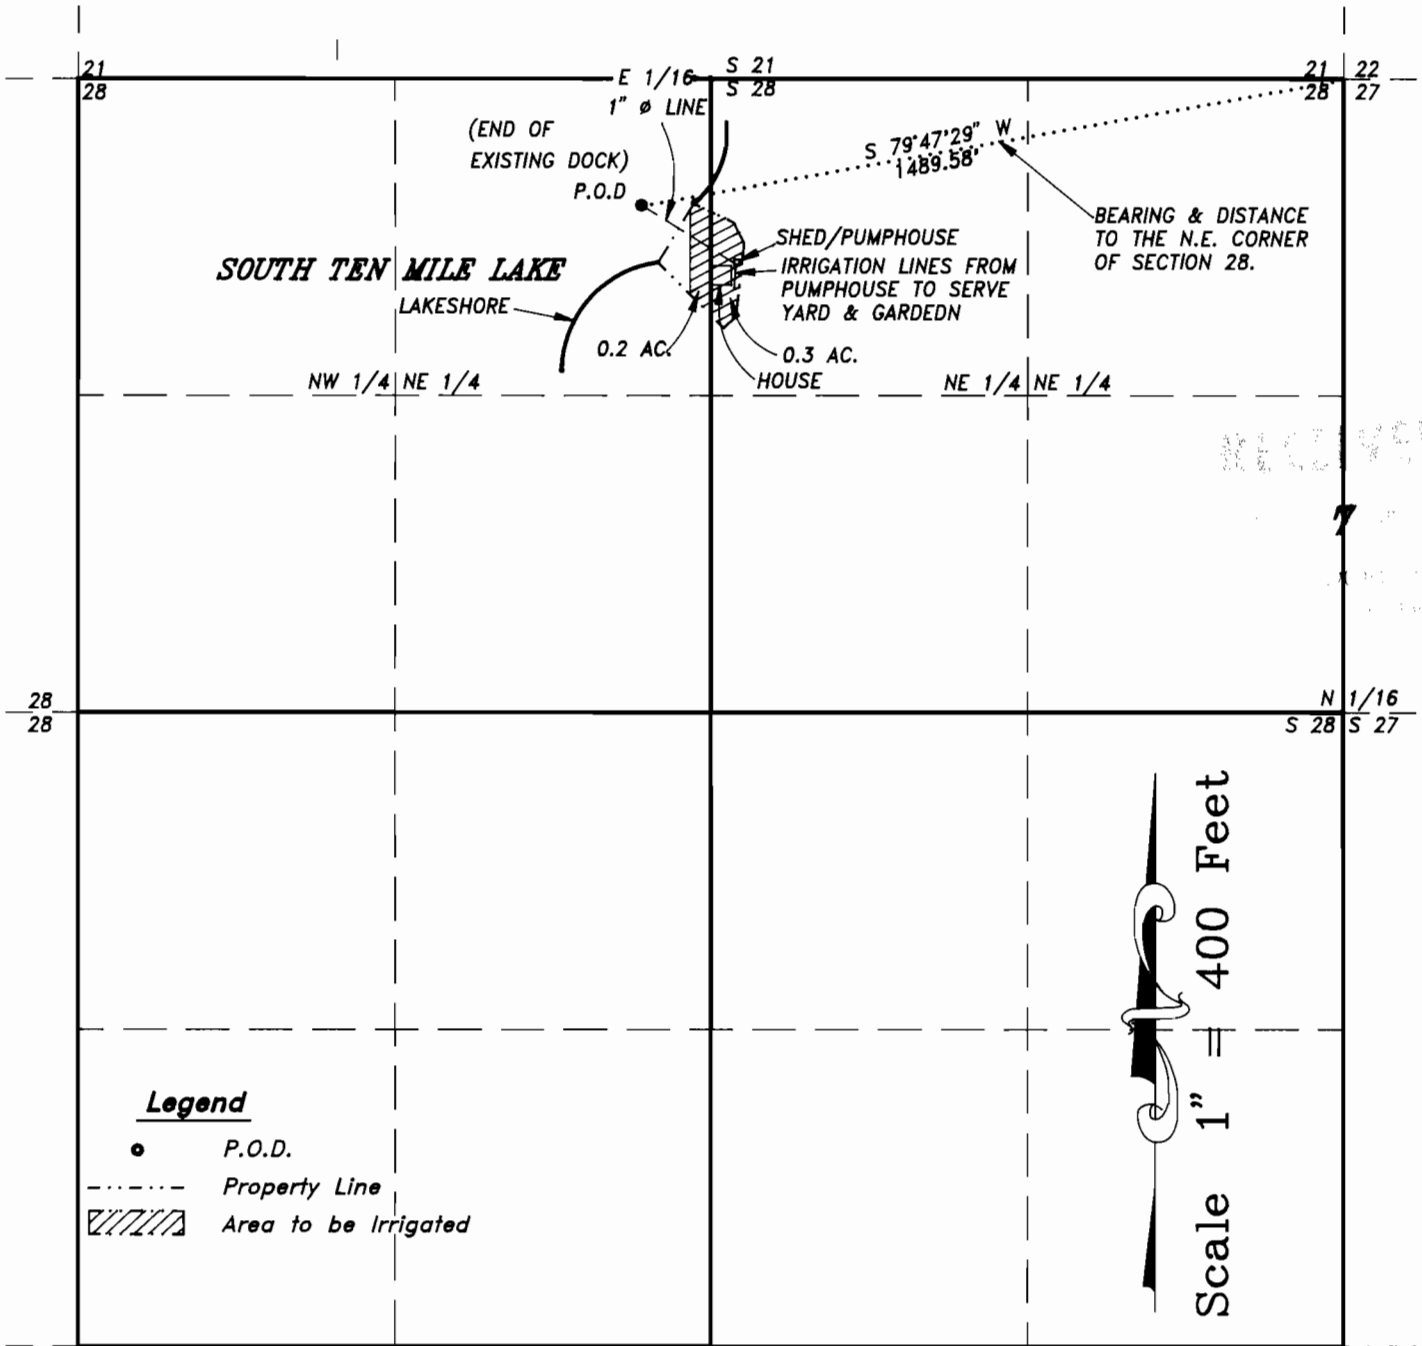 21
28
E 1/16
S 21
S 28
21 22
28 27
1" ø LINE
(END OF
EXISTING DOCK)
P.O.D
S 79°47'29" W
1489.58'
BEARING & DISTANCE
TO THE N.E. CORNER
OF SECTION 28.
SHED/PUMPHOUSE
IRRIGATION LINES FROM
PUMPHOUSE TO SERVE
YARD & GARDEDN
SOUTH TEN MILE LAKE
LAKESHORE
0.2 AC.
0.3 AC.
HOUSE
NW 1/4 NE 1/4
NE 1/4 NE 1/4
7
28
28
N 1/16
S 28 S 27
Scale 1" = 400 Feet
Legend
P.O.D.
Property Line
Area to be Irrigated